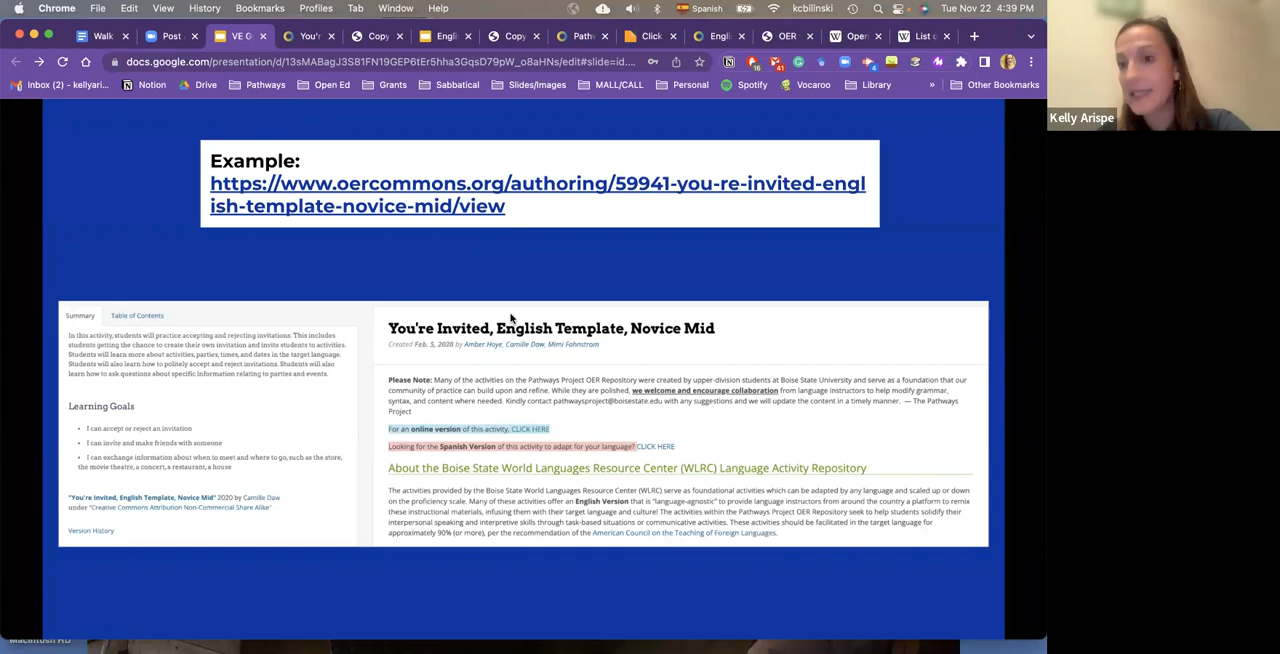 Chrome File Edit View History Bookmarks Profiles Tab Window Help Spanish kcbilinski Tue Nov 22 4:39 PM
Walk Post VE G You'r Copy Englis Copy Path Click Engli OER Open List
docs.google.com/presentation/d/13sMABagJ3S81FN19GEP6tEr5hha3GqsD79pW_o8aHNs/edit#slide=id....
Inbox (2) - kellyari... Notion Drive Pathways Open Ed Grants Sabbatical Slides/Images MALL/CALL Personal Spotify Vocaroo Library » Other Bookmarks
Kelly Arispe
Example:
https://www.oercommons.org/authoring/59941-you-re-invited-engl
ish-template-novice-mid/view
Summary Table of Contents
In this activity, students will practice accepting and rejecting invitations. This includes
students getting the chance to create their own invitation and invite students to activities.
Students will learn more about activities, parties, times, and dates in the target language.
Students will also learn how to politely accept and reject invitations. Students will also
learn how to ask questions about specific information relating to parties and events.
Learning Goals
• I can accept or reject an invitation
• I can invite and make friends with someone
• I can exchange information about when to meet and where to go, such as the store,
the movie theatre, a concert, a restaurant, a house
"You're Invited, English Template, Novice Mid" 2020 by Camille Daw
under "Creative Commons Attribution Non-Commercial Share Alike"
Version History
You're Invited, English Template, Novice Mid
Created Feb. 5, 2020 by Amber Hoye, Camille Daw, Mimi Fahnstrom
Please Note: Many of the activities on the Pathways Project OER Repository were created by upper-division students at Boise State University and serve as a foundation that our
community of practice can build upon and refine. While they are polished, we welcome and encourage collaboration from language instructors to help modify grammar,
syntax, and content where needed. Kindly contact pathwaysproject@boisestate.edu with any suggestions and we will update the content in a timely manner. — The Pathways
Project
For an online version of this activity, CLICK HERE
Looking for the Spanish Version of this activity to adapt for your language? CLICK HERE
About the Boise State World Languages Resource Center (WLRC) Language Activity Repository
The activities provided by the Boise State World Languages Resource Center (WLRC) serve as foundational activities which can be adapted by any language and scaled up or down
on the proficiency scale. Many of these activities offer an English Version that is "language-agnostic" to provide language instructors from around the country a platform to remix
these instructional materials, infusing them with their target language and culture! The activities within the Pathways Project OER Repository seek to help students solidify their
interpersonal speaking and interpretive skills through task-based situations or communicative activities. These activities should be facilitated in the target language for
approximately 90% (or more), per the recommendation of the American Council on the Teaching of Foreign Languages.
Macintosh HD